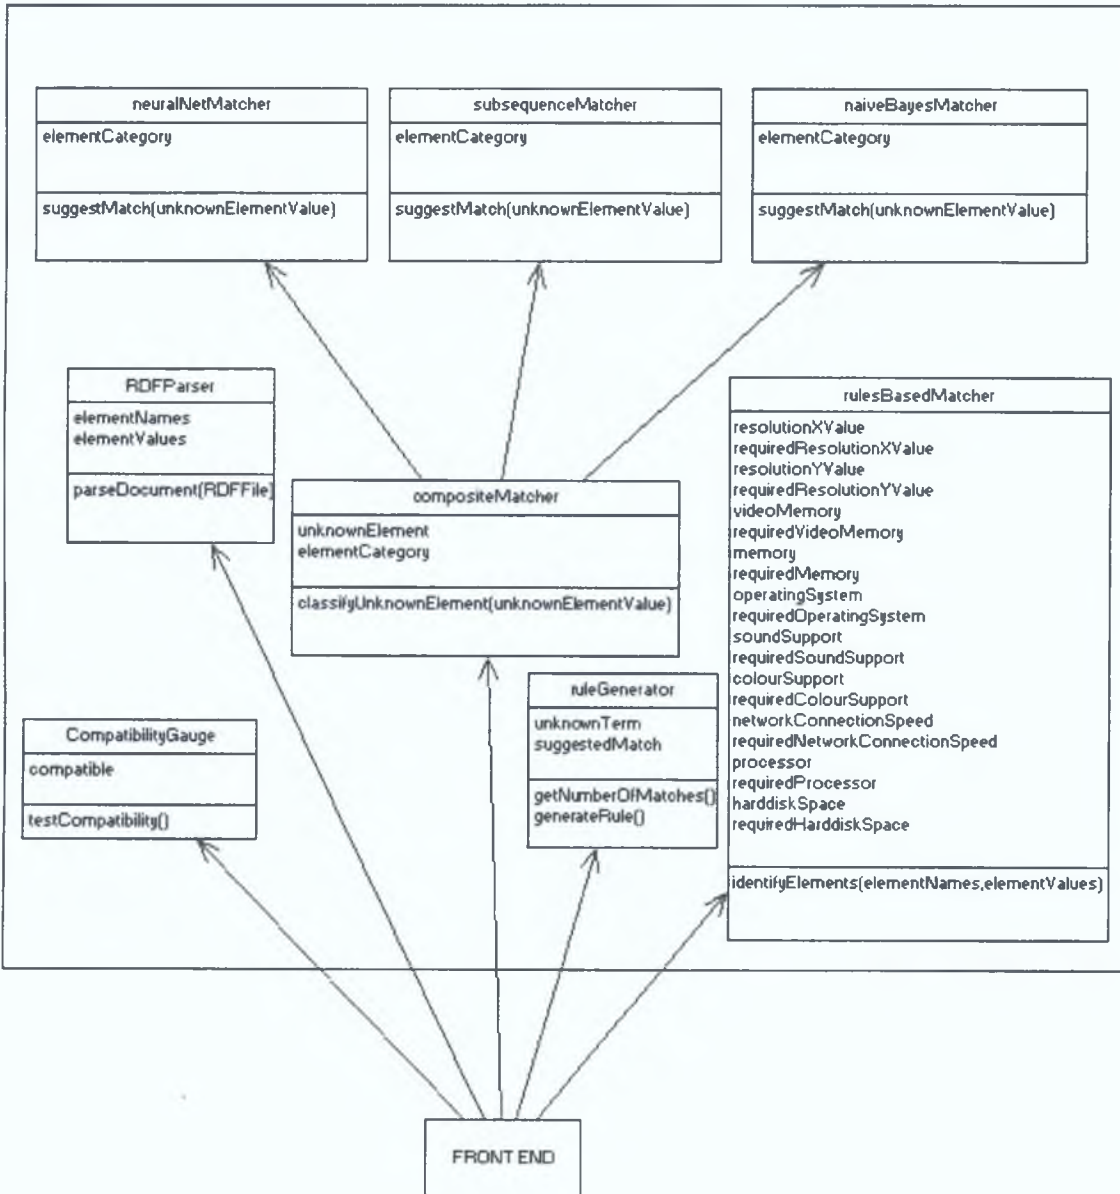 neuralNetMatcher
elementCategory
suggestMatch(unknownElementValue)
subsequenceMatcher
elementCategory
suggestMatch(unknownElementValue)
naiveBayesMatcher
elementCategory
suggestMatch(unknownElementValue)
RDFParser
elementNames
elementValues
parseDocument(RDFFile)
compositeMatcher
unknownElement
elementCategory
classifyUnknownElement(unknownElementValue)
rulesBasedMatcher
resolutionXValue
requiredResolutionXValue
resolutionYValue
requiredResolutionYValue
videoMemory
requiredVideoMemory
memory
requiredMemory
operatingSystem
requiredOperatingSystem
soundSupport
requiredSoundSupport
colourSupport
requiredColourSupport
networkConnectionSpeed
requiredNetworkConnectionSpeed
processor
requiredProcessor
harddiskSpace
requiredHarddiskSpace
identifyElements(elementNames,elementValues)
ruleGenerator
unknownTerm
suggestedMatch
getNumberOfMatches()
generateRule()
CompatibilityGauge
compatible
testCompatibility()
FRONT END